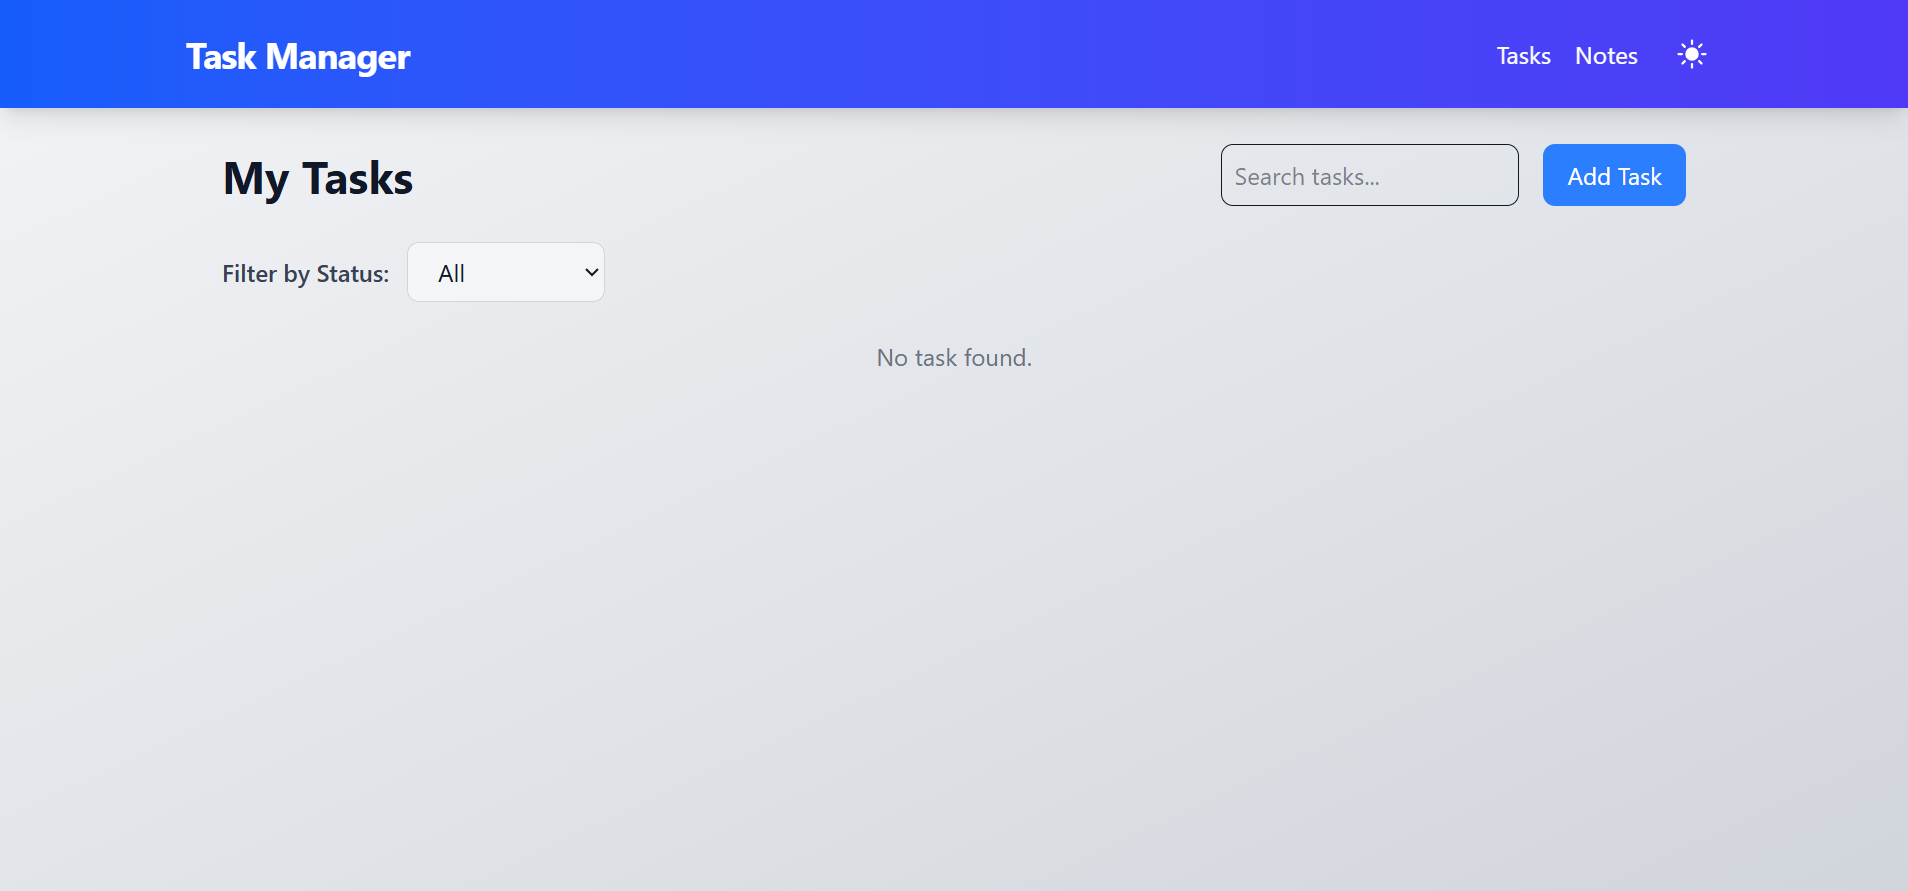 Task Manager
Tasks
Notes
My Tasks
Search tasks...
Add Task
Filter by Status:
All
No task found.